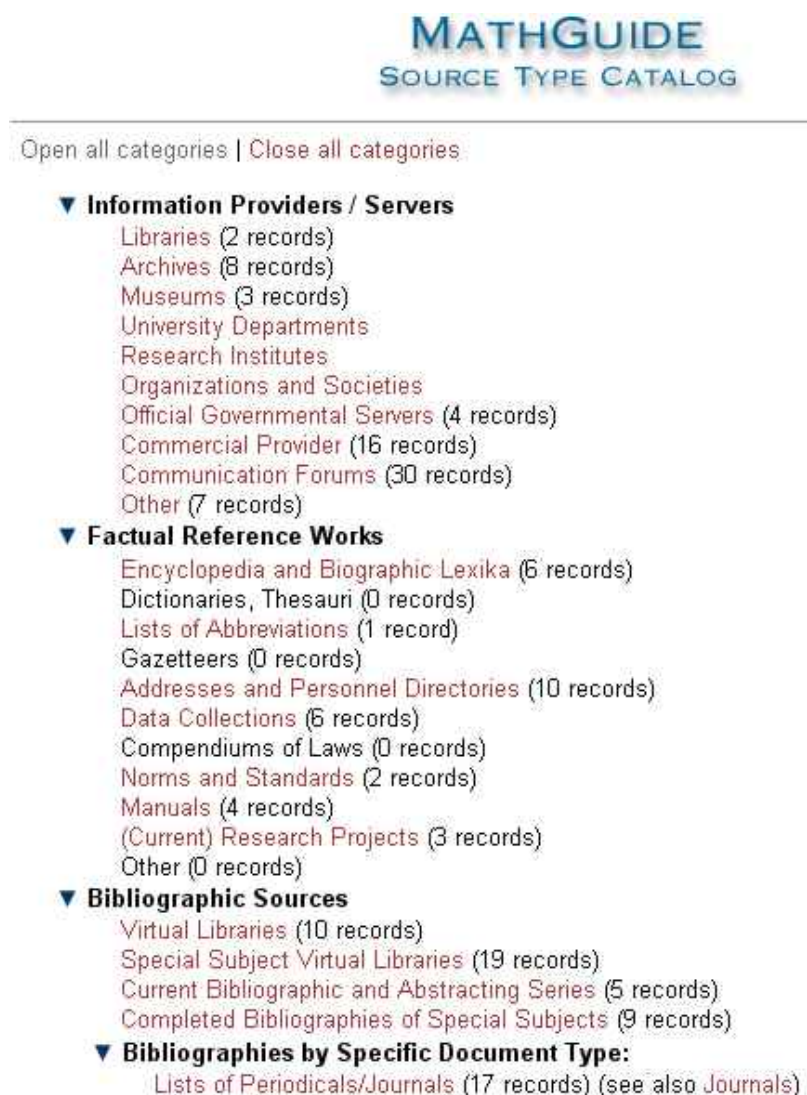 MATHGUIDE
SOURCE TYPE CATALOG
Open all categories | Close all categories
▼ Information Providers / Servers
Libraries (2 records)
Archives (8 records)
Museums (3 records)
University Departments
Research Institutes
Organizations and Societies
Official Governmental Servers (4 records)
Commercial Provider (16 records)
Communication Forums (30 records)
Other (7 records)
▼ Factual Reference Works
Encyclopedia and Biographic Lexika (6 records)
Dictionaries, Thesauri (0 records)
Lists of Abbreviations (1 record)
Gazetteers (0 records)
Addresses and Personnel Directories (10 records)
Data Collections (6 records)
Compendiums of Laws (0 records)
Norms and Standards (2 records)
Manuals (4 records)
(Current) Research Projects (3 records)
Other (0 records)
▼ Bibliographic Sources
Virtual Libraries (10 records)
Special Subject Virtual Libraries (19 records)
Current Bibliographic and Abstracting Series (5 records)
Completed Bibliographies of Special Subjects (9 records)
▼ Bibliographies by Specific Document Type:
Lists of Periodicals/Journals (17 records) (see also Journals)